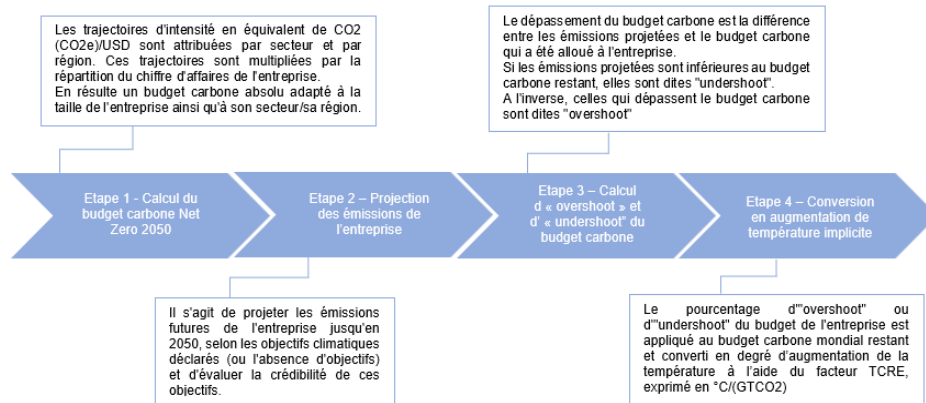 Les trajectoires d'intensité en équivalent de CO2
(CO2e)/USD sont attribuées par secteur et par
région. Ces trajectoires sont multipliées par la
répartition du chiffre d'affaires de l'entreprise.
En résulte un budget carbone absolu adapté à la
taille de l'entreprise ainsi qu'à son secteur/sa région.
Le dépassement du budget carbone est la différence
entre les émissions projetées et le budget carbone
qui a été alloué à l'entreprise.
Si les émissions projetées sont inférieures au budget
carbone restant, elles sont dites "undershoot".
A l'inverse, celles qui dépassent le budget carbone
sont dites "overshoot"
Etape 1 - Calcul du
budget carbone Net
Zero 2050
Etape 2 – Projection
des émissions de
l'entreprise
Etape 3 – Calcul
d « overshoot » et
d' « undershoot" du
budget carbone
Etape 4 – Conversion
en augmentation de
température implicite
Il s'agit de projeter les émissions
futures de l'entreprise jusqu'en
2050, selon les objectifs climatiques
déclarés (ou l'absence d'objectifs)
et d'évaluer la crédibilité de ces
objectifs.
Le pourcentage d'"overshoot" ou
d'"undershoot" du budget de l'entreprise est
appliqué au budget carbone mondial restant
et converti en degré d'augmentation de la
température à l'aide du facteur TCRE,
exprimé en °C/(GTCO2)